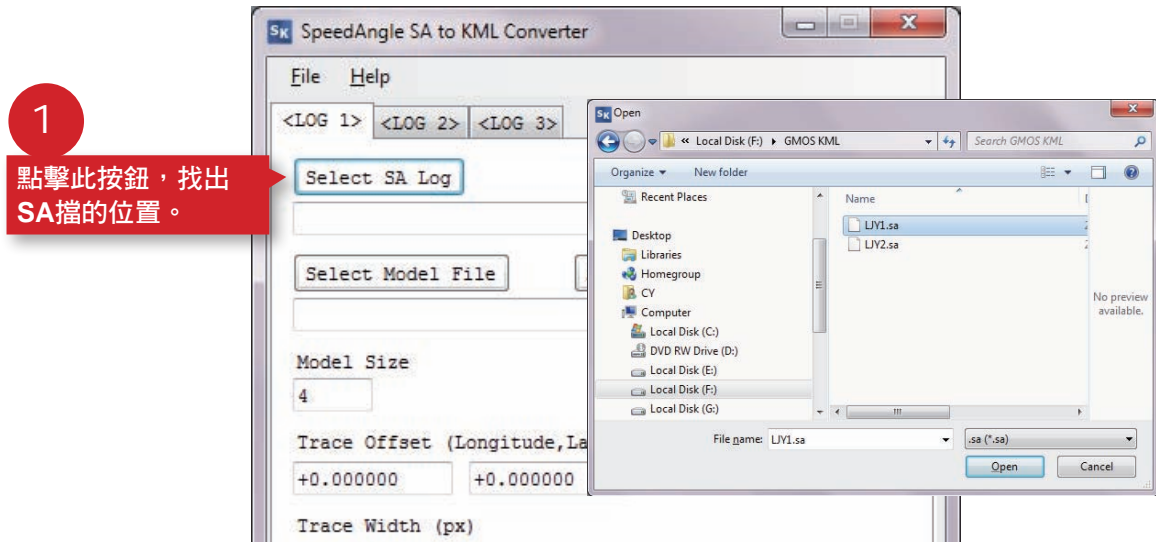 SK SpeedAngle SA to KML Converter
File Help
<LOG 1> <LOG 2> <LOG 3>
1
點擊此按鈕，找出
SA擋的位置。
Select SA Log
Select Model File
Model Size
4
Trace Offset (Longitude,La
+0.000000 +0.000000
Trace Width (px)
SK Open
« Local Disk (F:) GMOS KML
Search GMOS KML
Organize New folder
Recent Places
Desktop
Libraries
Homegroup
CY
Computer
Local Disk (C:)
DVD RW Drive (D:)
Local Disk (E:)
Local Disk (F:)
Local Disk (G:)
Name
LJY1.sa
LJY2.sa
No preview
available.
File name: LJY1.sa
.sa (*.sa)
Open Cancel